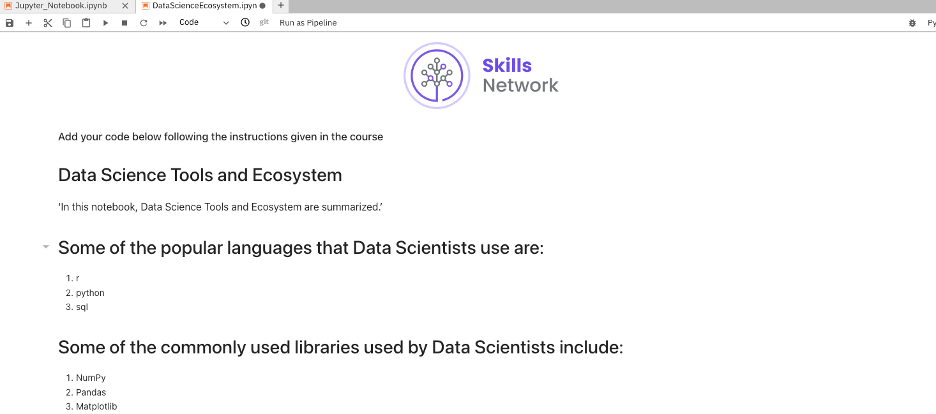 Jupyter_Notebook.ipynb
DataScienceEcosystem.ipyn
Code
git
Run as Pipeline
Py
Skills
Network
Add your code below following the instructions given in the course
Data Science Tools and Ecosystem
‘In this notebook, Data Science Tools and Ecosystem are summarized.’
Some of the popular languages that Data Scientists use are:
1. r
2. python
3. sql
Some of the commonly used libraries used by Data Scientists include:
1. NumPy
2. Pandas
3. Matplotlib